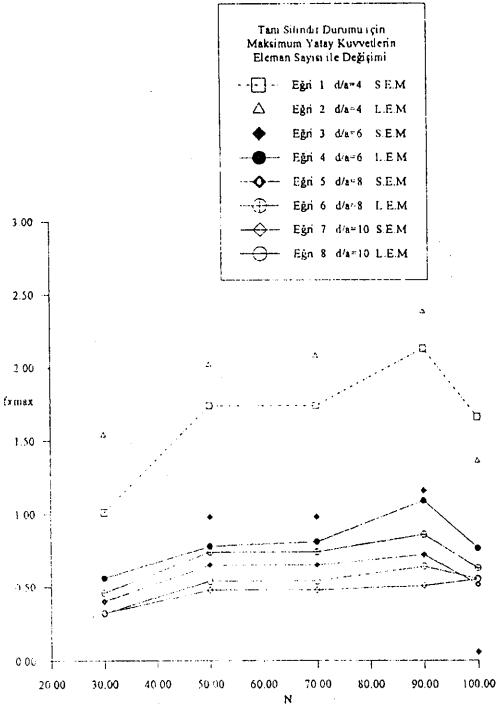 Tam Silindir Durumu için
Maksimum Yatay Kuvvetlerin
Eleman Sayısı ile Değişimi
Eğri 1 d/a=4 S.E.M
Eğri 2 d/a=4 L.E.M
Eğri 3 d/a=6 S.E.M
Eğri 4 d/a=6 L.E.M
Eğri 5 d/a=8 S.E.M
Eğri 6 d/a=8 L.E.M
Eğri 7 d/a=10 S.E.M
Eğri 8 d/a=10 L.E.M
3.00
2.50
2.00
fxmax
1.50
1.00
0.50
0.00
20.00 30.00 40.00 50.00 60.00 70.00 80.00 90.00 100.00
N